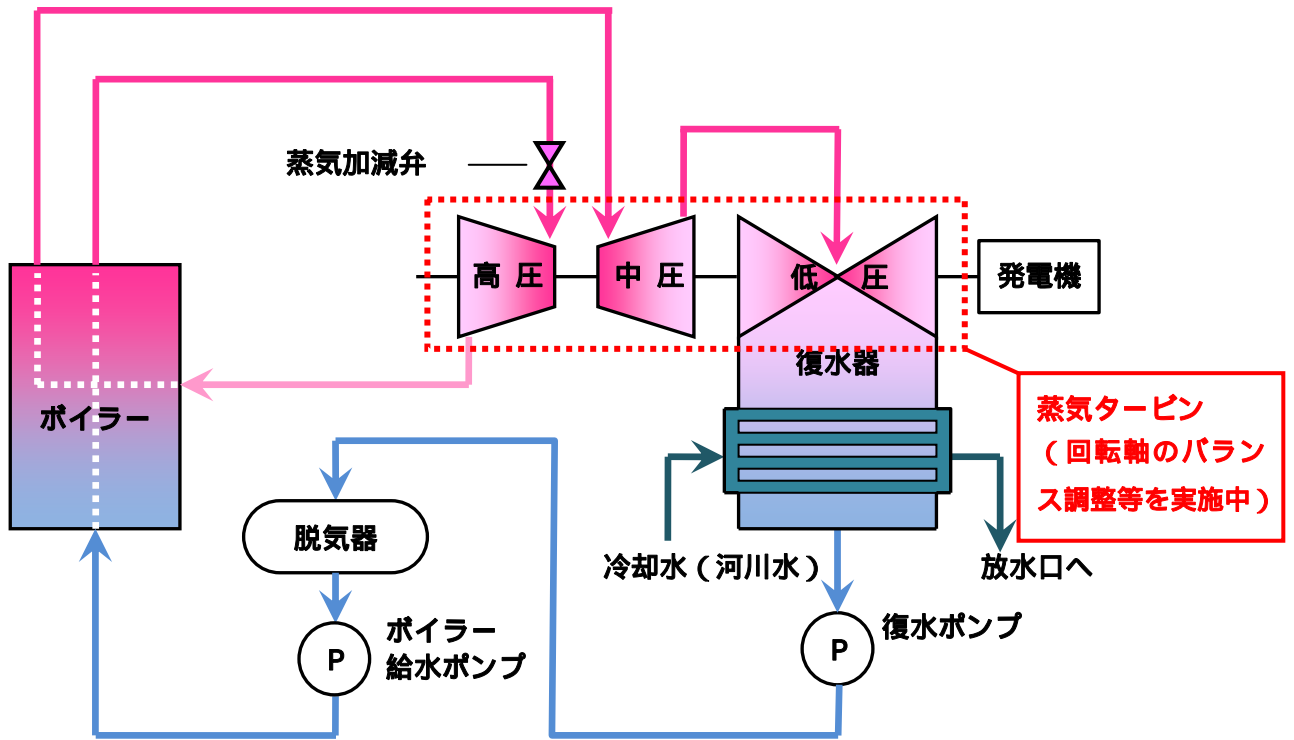 蒸気加減弁
高 圧
中 圧
低 圧
発電機
復水器
ボイラー
蒸気タービン
（回転軸のバラン
ス調整等を実施中）
脱気器
冷却水（河川水）
放水口へ
ボイラー
給水ポンプ
P
復水ポンプ
P